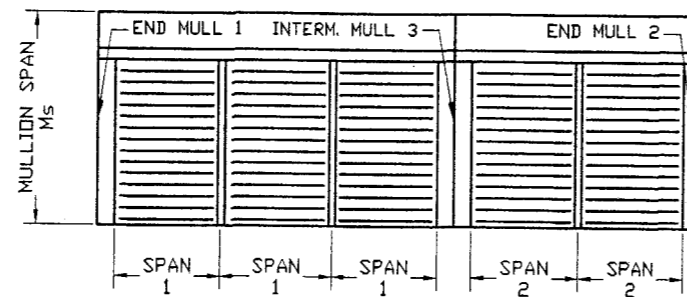 END MULL 1 INTERM. MULL 3 END MULL 2
MULLION SPAN
Ms
SPAN SPAN SPAN SPAN SPAN
1 1 1 2 2